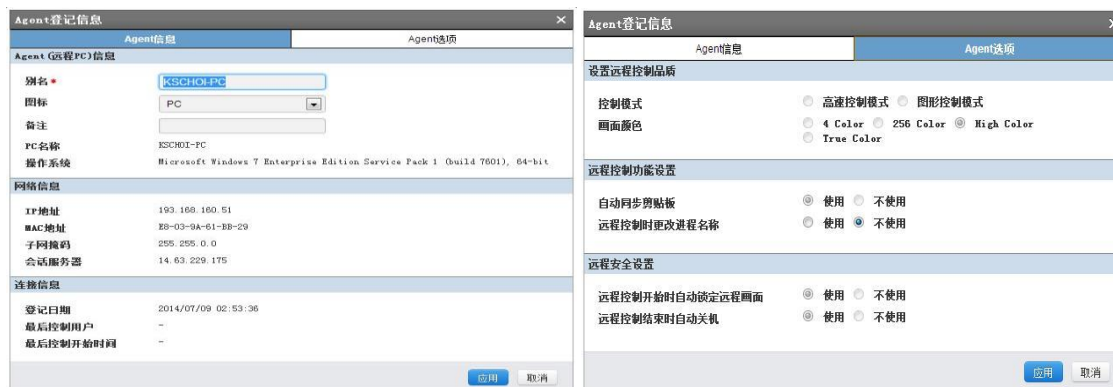 Agent登记信息
Agent信息 Agent选项
Agent(远程PC)信息
别名* KSCHOI-PC
图标 PC
备注
PC名称 KSCHOI-PC
操作系统 Microsoft Windows 7 Enterprise Edition Service Pack 1 (build 7601), 64-bit
网络信息
IP地址 193.168.160.51
MAC地址 E8-03-9A-61-BB-29
子网掩码 255.255.0.0
会话服务器 14.63.229.175
连接信息
登记日期 2014/07/09 02:53:36
最后控制用户 -
最后控制开始时间 -
应用 取消
Agent登记信息
Agent信息 Agent选项
设置远程控制品质
控制模式 高速控制模式 图形控制模式
画面颜色 4 Color 256 Color High Color
True Color
远程控制功能设置
自动同步剪贴板 使用 不使用
远程控制时更改进程名称 使用 不使用
远程安全设置
远程控制开始时自动锁定远程画面 使用 不使用
远程控制结束时自动关机 使用 不使用
应用 取消